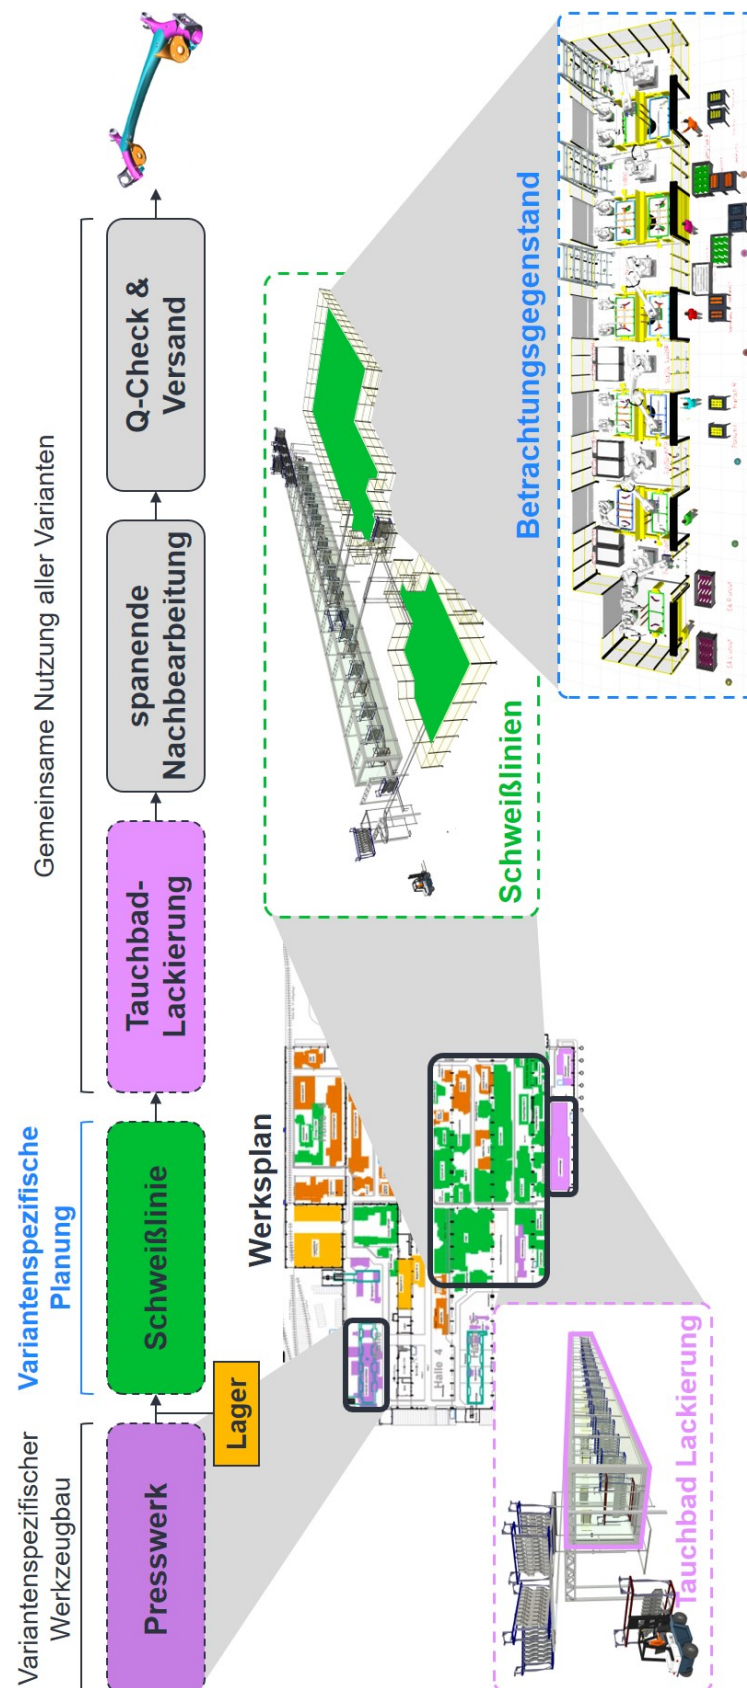 Variantenspezifischer
Werkzeugbau
Variantenspezifische
Planung
Gemeinsame Nutzung aller Varianten
Presswerk
Schweißlinie
Tauchbad-
Lackierung
spanende
Nachbearbeitung
Q-Check &
Versand
Lager
Werksplan
Halle 4
Schweißlinien
Betrachtungsgegenstand
Tauchbad Lackierung